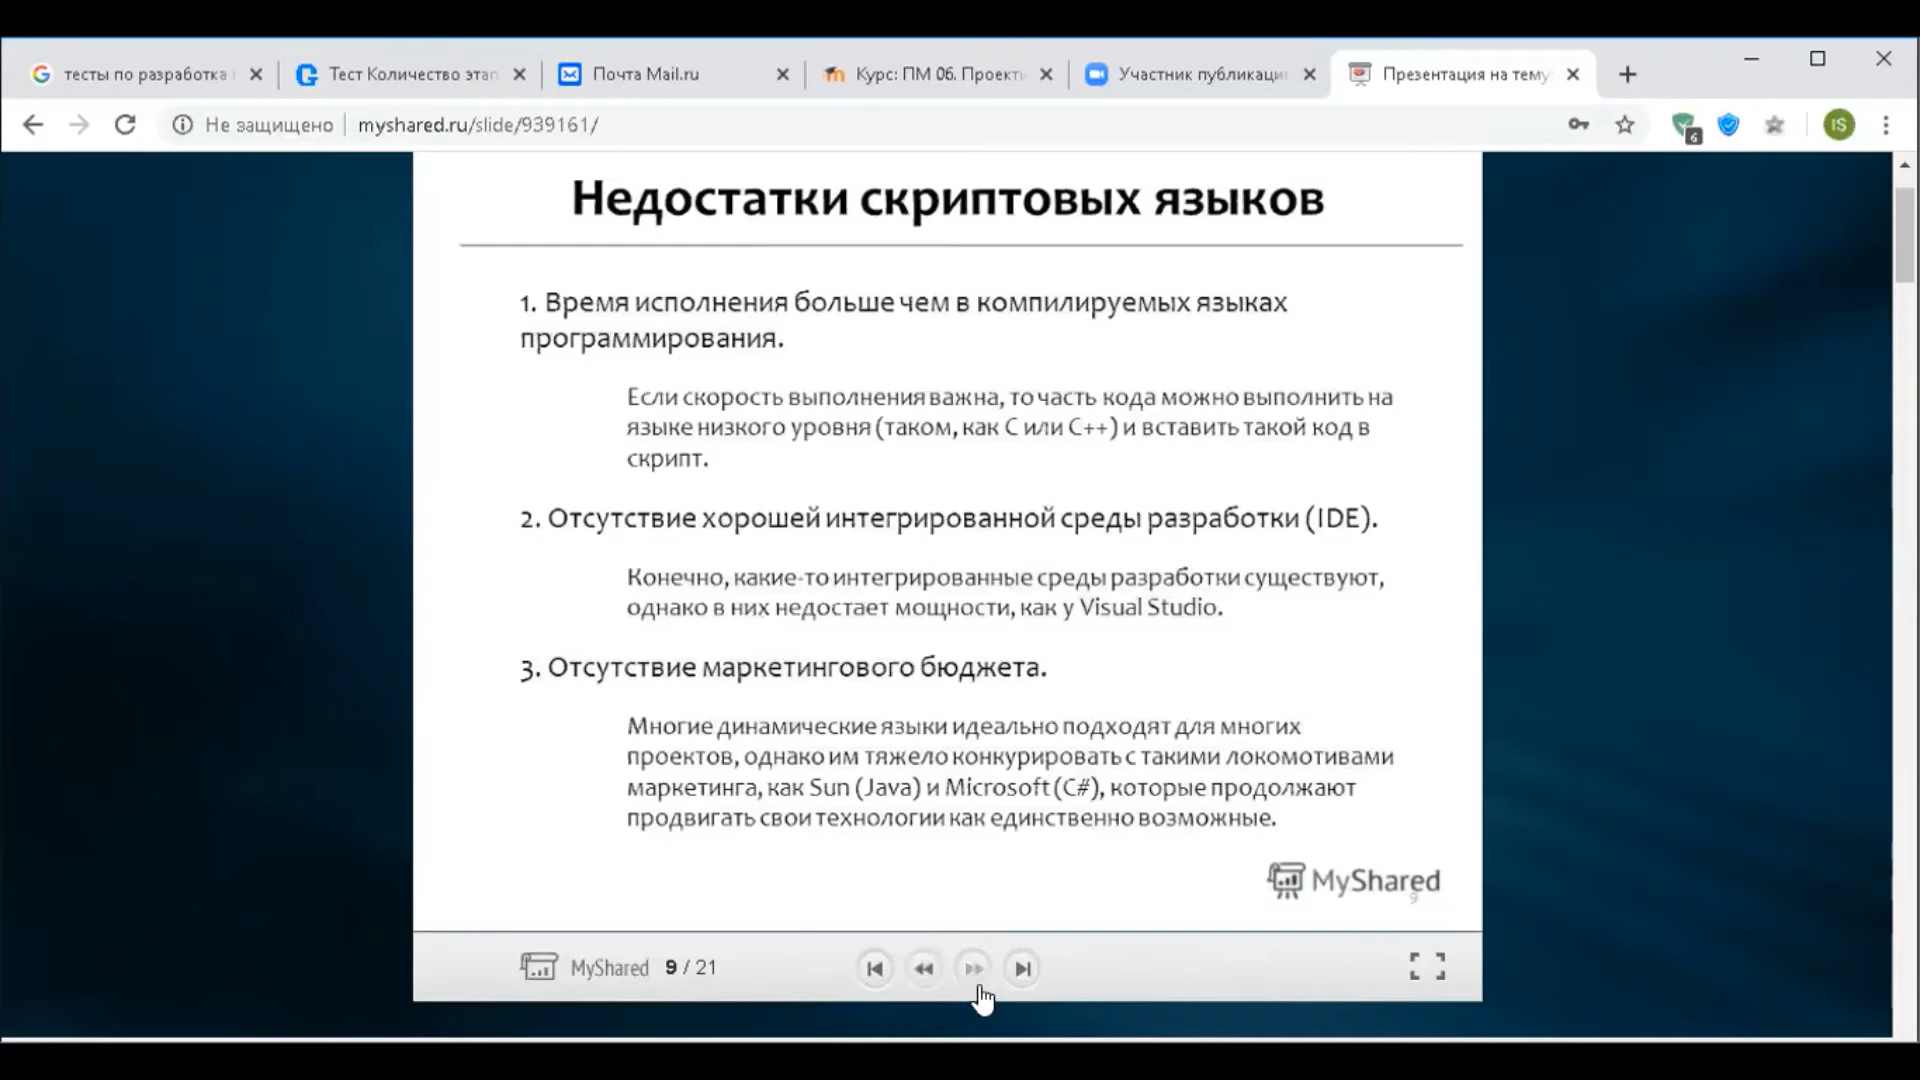 тесты по разработка
Тест Количество этап
Почта Mail.ru
Курс: ПМ 06. Проекти
Участник публикаци
Презентация на тему
Не защищено
myshared.ru/slide/939161/
6
IS
Недостатки скриптовых языков
1. Время исполнения больше чем в компилируемых языках
программирования.
Если скорость выполнения важна, то часть кода можно выполнить на
языке низкого уровня (таком, как C или C++) и вставить такой код в
скрипт.
2. Отсутствие хорошей интегрированной среды разработки (IDE).
Конечно, какие-то интегрированные среды разработки существуют,
однако в них недостает мощности, как у Visual Studio.
3. Отсутствие маркетингового бюджета.
Многие динамические языки идеально подходят для многих
проектов, однако им тяжело конкурировать с такими локомотивами
маркетинга, как Sun (Java) и Microsoft (C#), которые продолжают
продвигать свои технологии как единственно возможные.
MyShared
9
MyShared 9 / 21